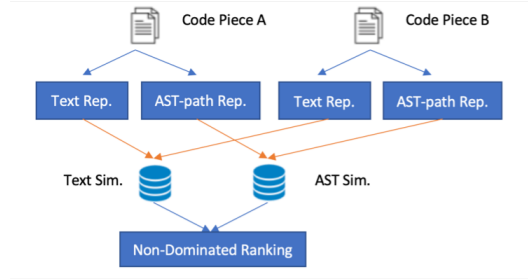 Code Piece A
Code Piece B
Text Rep.
AST-path Rep.
Text Rep.
AST-path Rep.
Text Sim.
AST Sim.
Non-Dominated Ranking